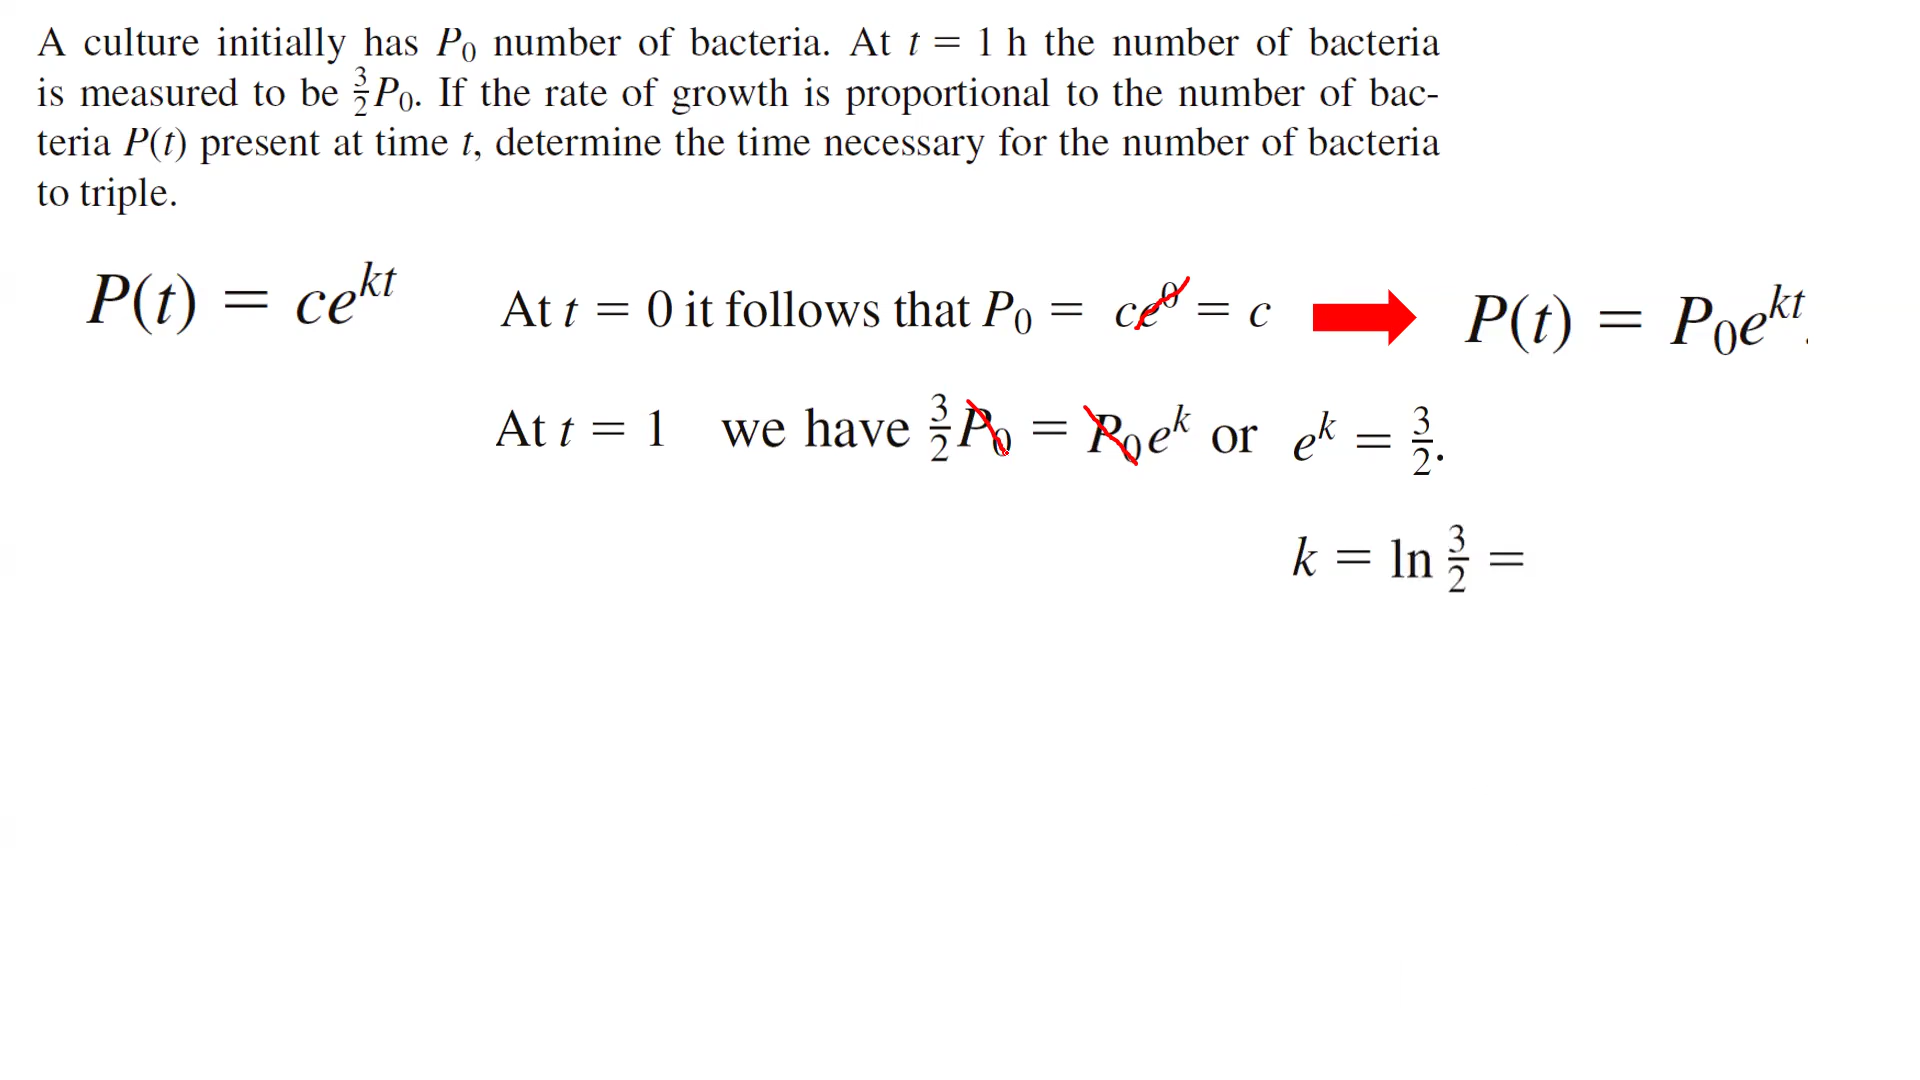 A culture initially has P₀ number of bacteria. At t = 1 h the number of bacteria
is measured to be 3/2 P₀. If the rate of growth is proportional to the number of bac-
teria P(t) present at time t, determine the time necessary for the number of bacteria
to triple.
P(t) = ce^{kt} At t = 0 it follows that P₀ = ce⁰ = c P(t) = P₀e^{kt}.
At t = 1 we have 3/2 P₀ = P₀e^k or e^k = 3/2.
k = ln 3/2 =